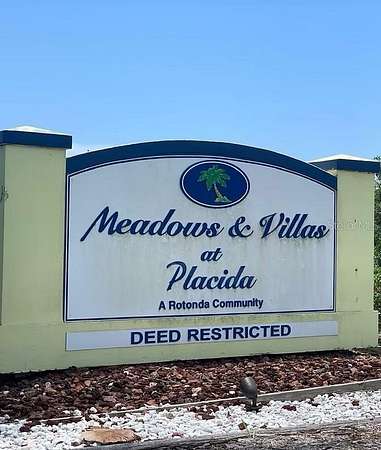 Meadows & Villas
at
Placida
A Rotonda Community
DEED RESTRICTED